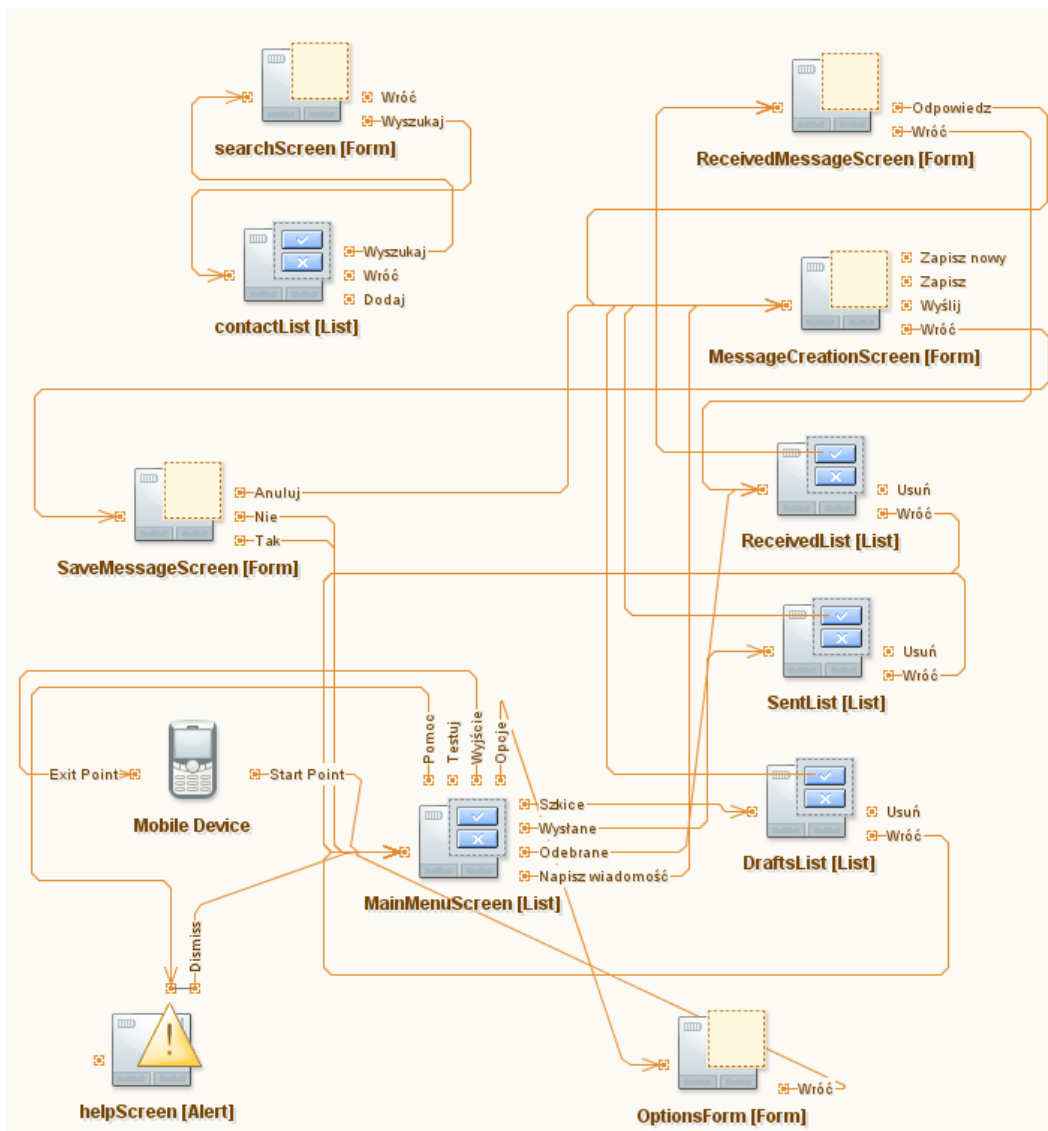 Wróć
Wyszukaj
searchScreen [Form]
Odpowiedz
Wróć
ReceivedMessageScreen [Form]
Wyszukaj
Wróć
Dodaj
contactList [List]
Zapisz nowy
Zapisz
Wyślij
Wróć
MessageCreationScreen [Form]
Anuluj
Nie
Tak
SaveMessageScreen [Form]
Usuń
Wróć
ReceivedList [List]
Usuń
Wróć
SentList [List]
Pomoc
Testuj
Wyjście
Opcje
Exit Point
Start Point
Mobile Device
Szkice
Wysłane
Odebrane
Napisz wiadomość
MainMenuScreen [List]
Usuń
Wróć
DraftsList [List]
Dismiss
helpScreen [Alert]
Wróć
OptionsForm [Form]